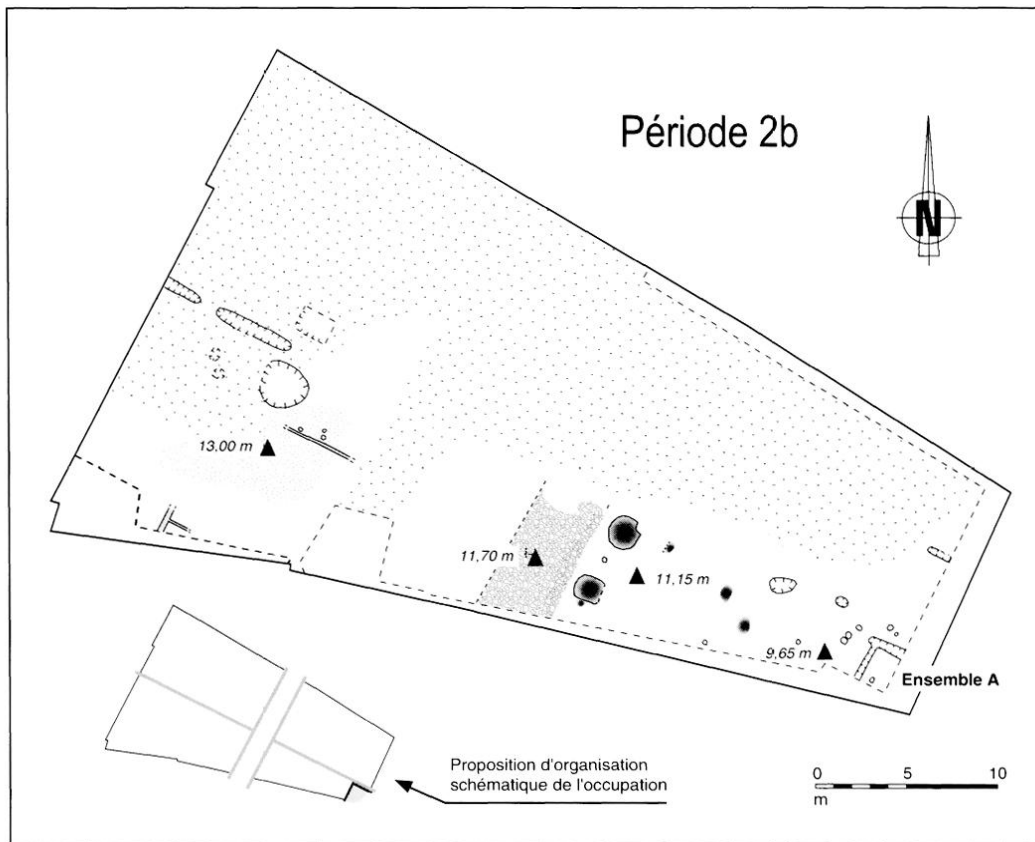 Période 2b
N
13,00 m
11,70 m
11,15 m
9,65 m
Ensemble A
Proposition d'organisation
schématique de l'occupation
0 5 10
m